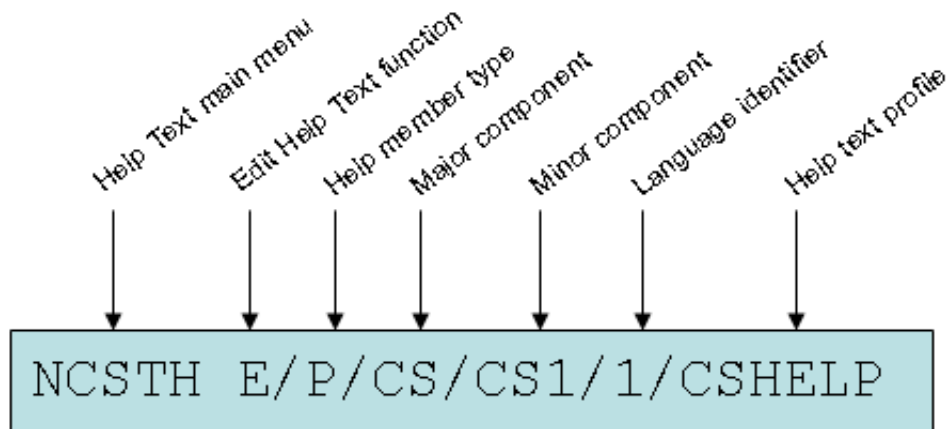 Help Text main menu
Edit Help Text function
Help member type
Major component
Minor component
Language identifier
Help text profile
NCSTH E/P/CS/CS1/1/CSHELP